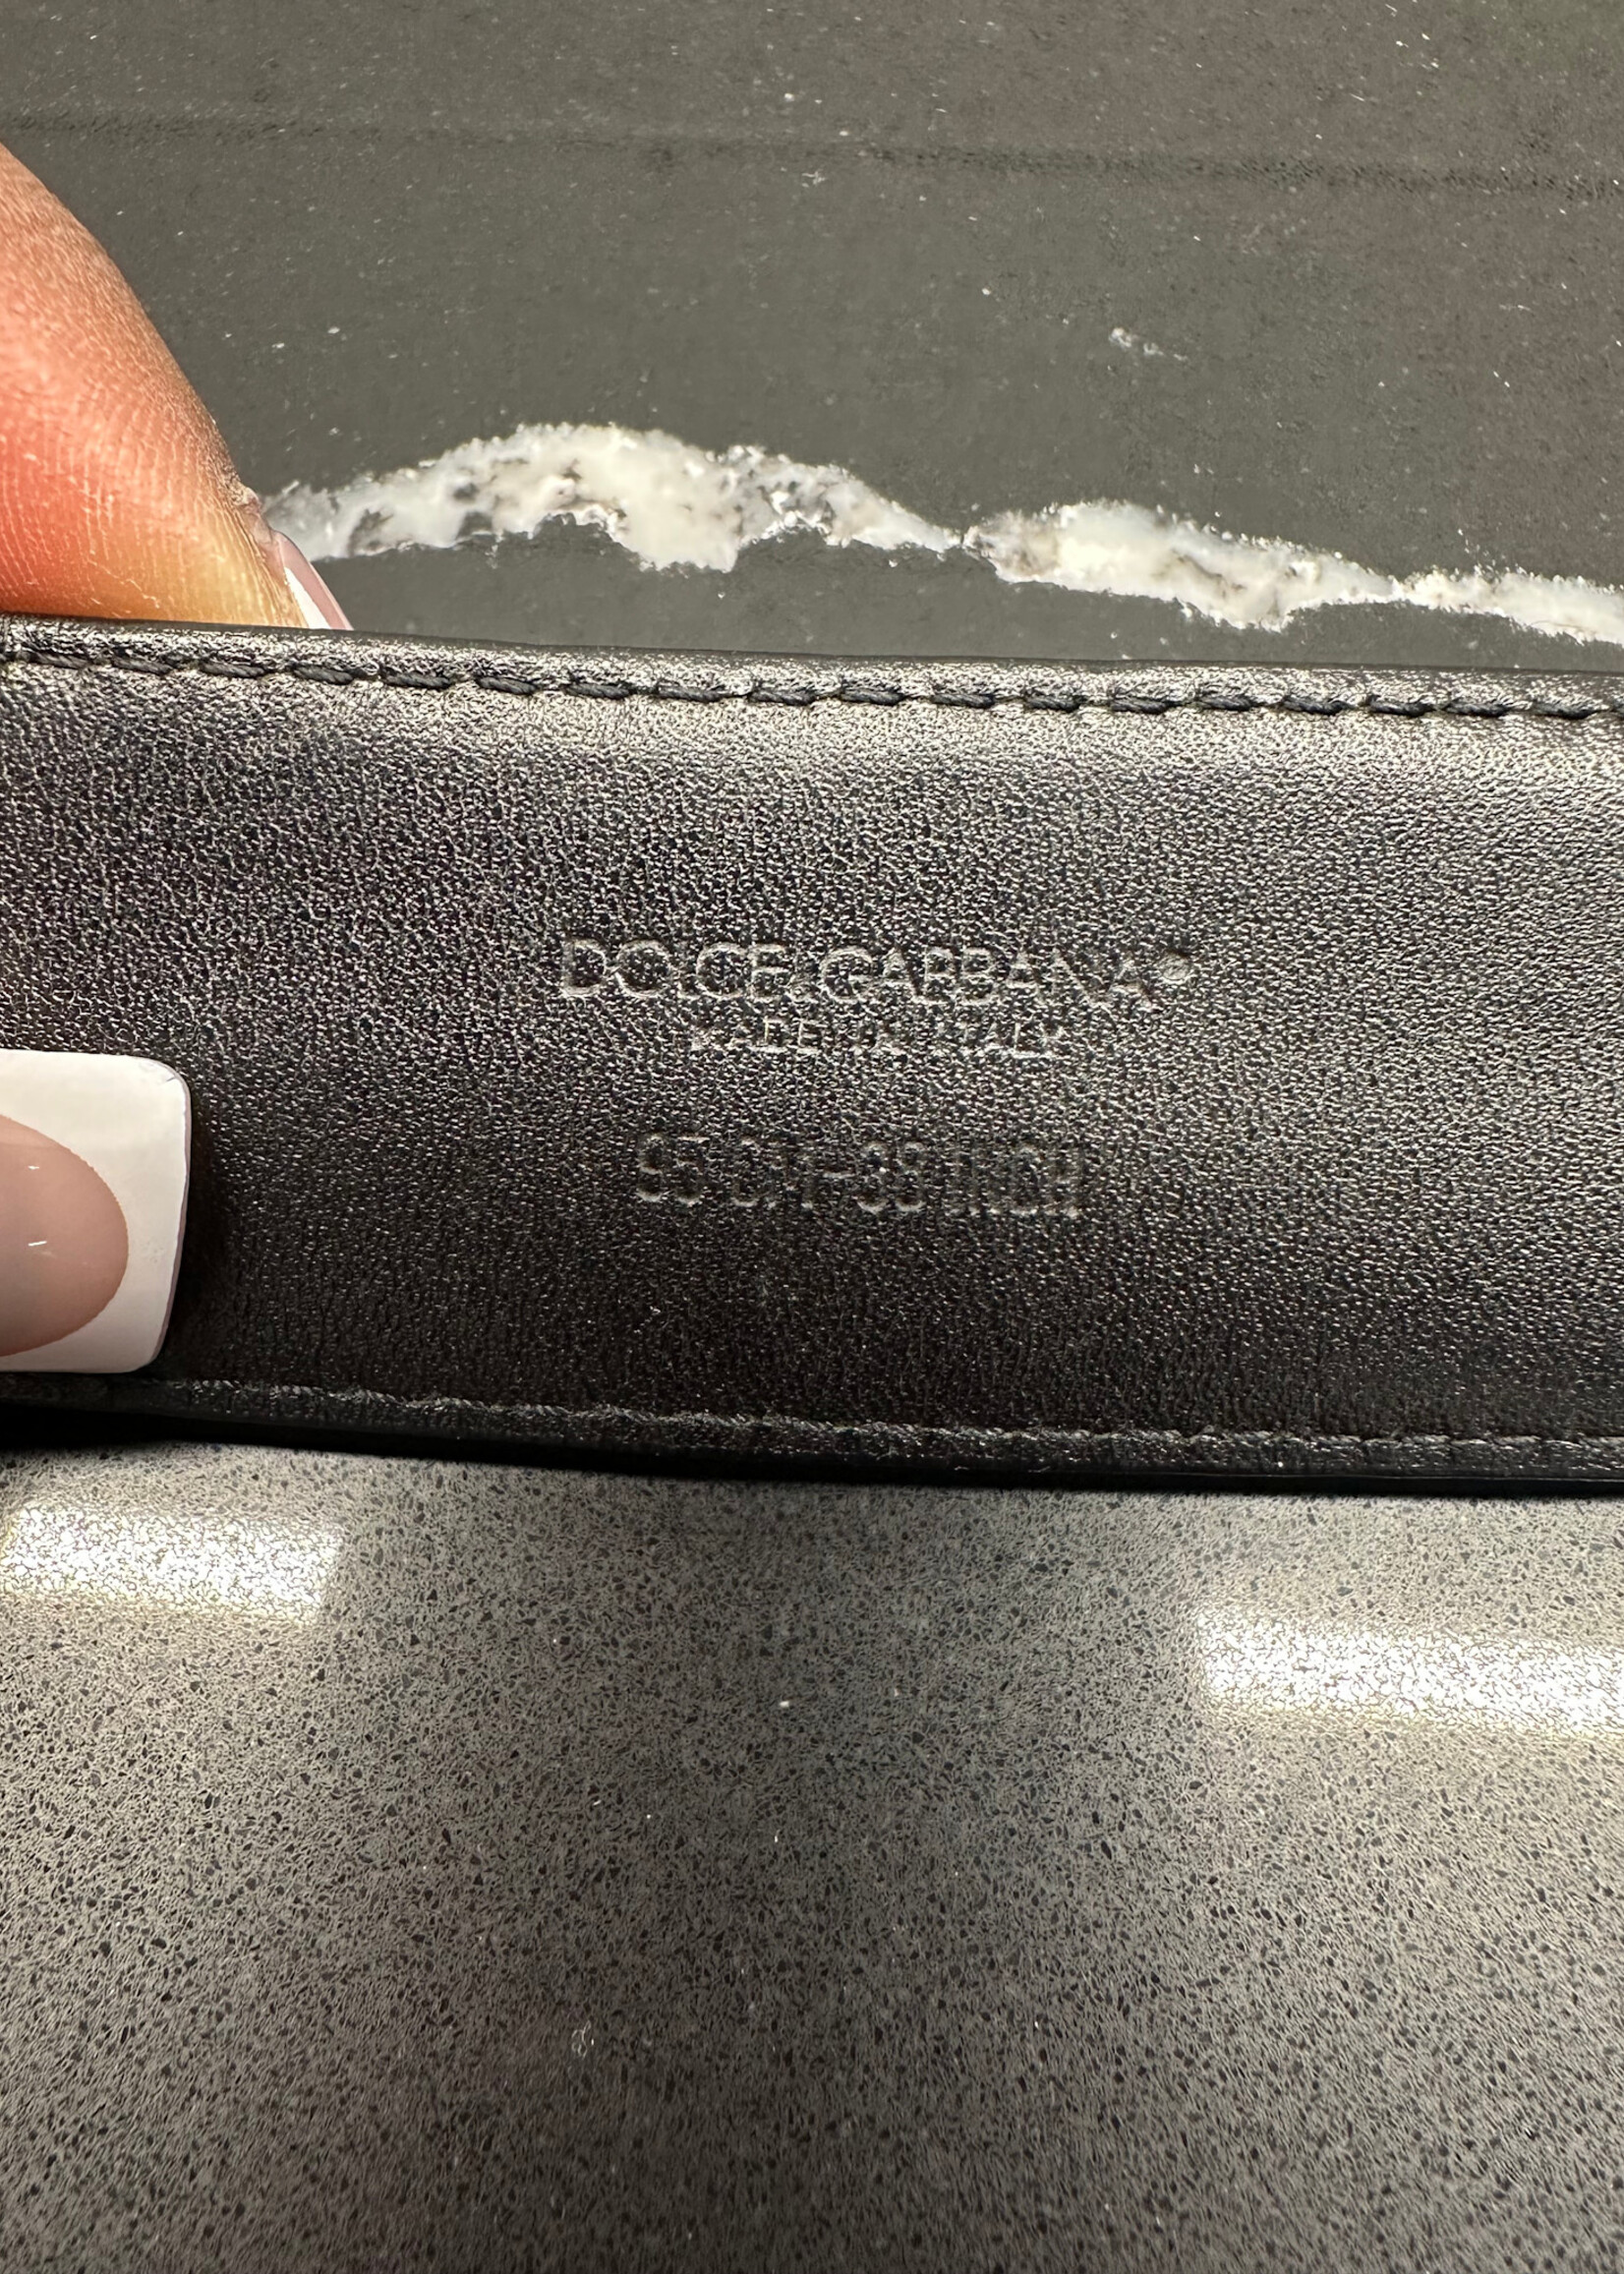 DOLCE&GABBANA®
MADE IN ITALY
95 CM-38 INCH